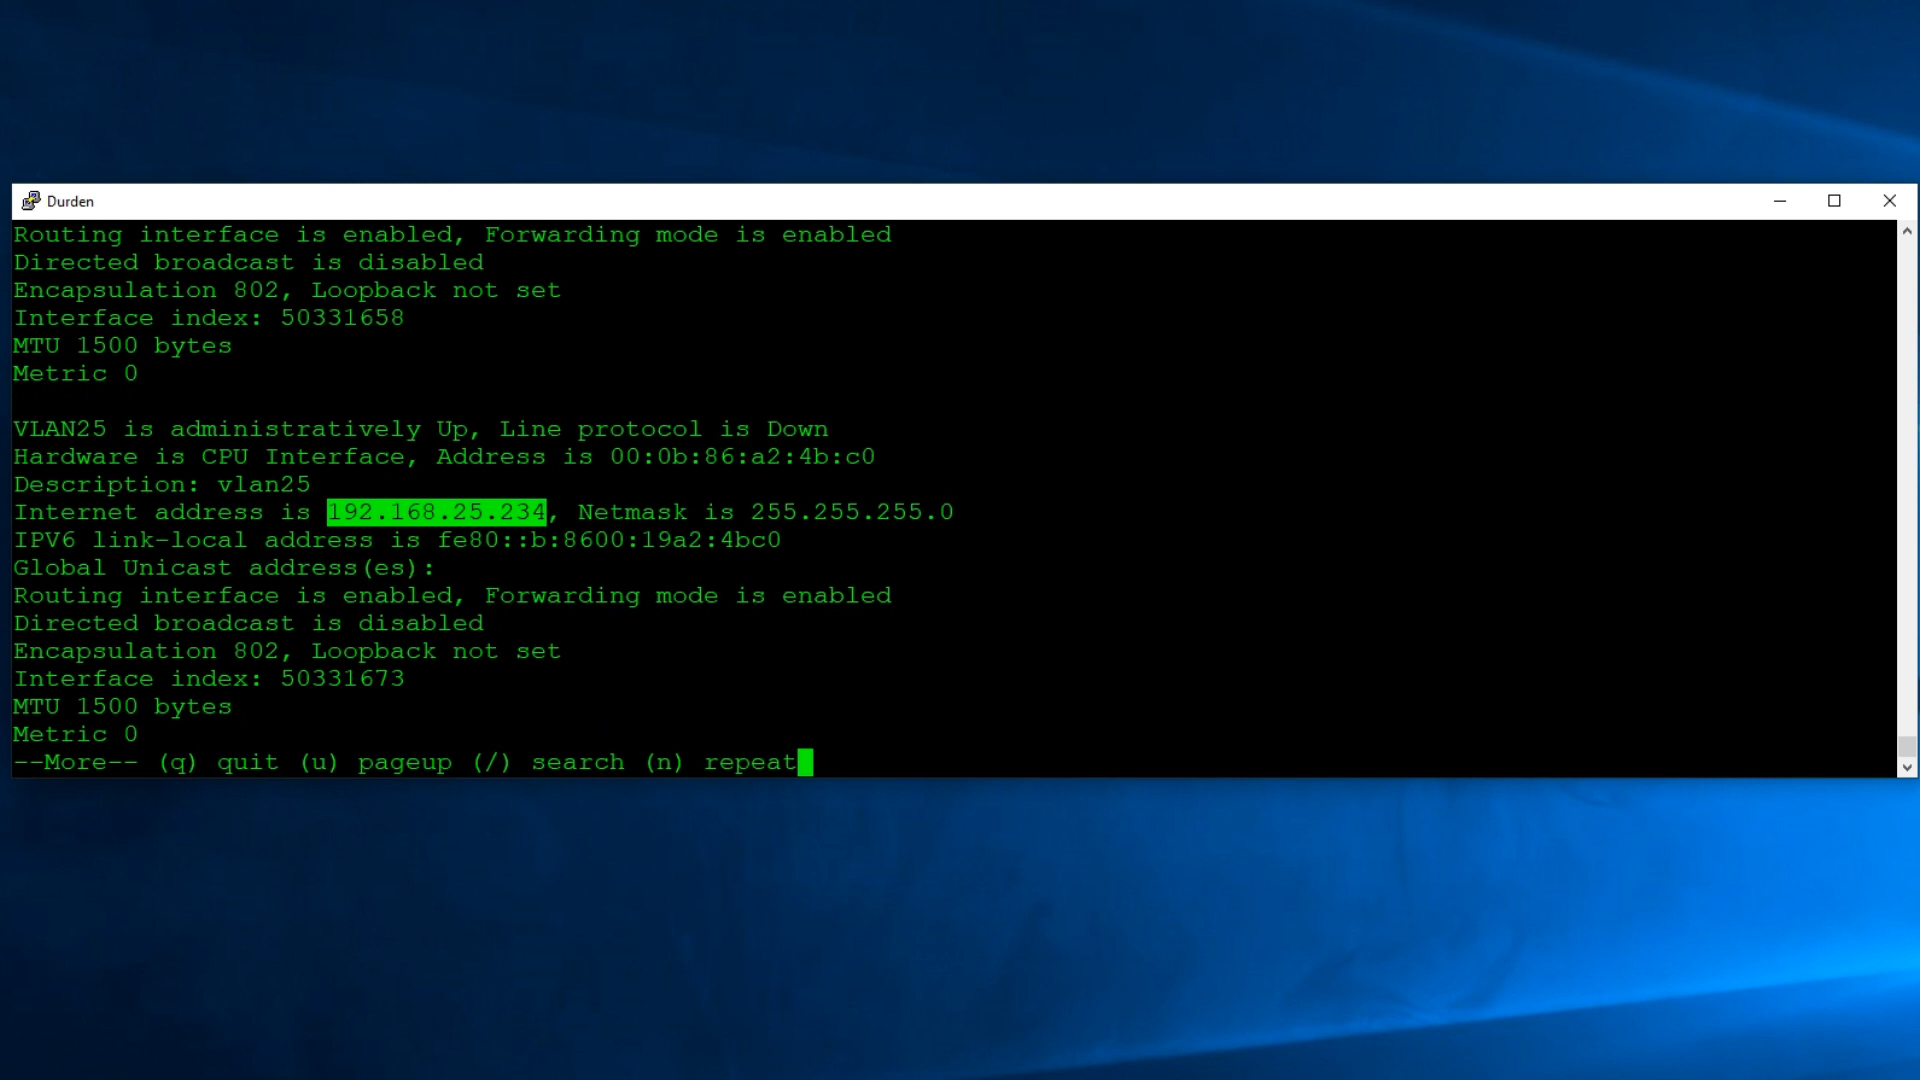 Durden
Routing interface is enabled, Forwarding mode is enabled
Directed broadcast is disabled
Encapsulation 802, Loopback not set
Interface index: 50331658
MTU 1500 bytes
Metric 0
VLAN25 is administratively Up, Line protocol is Down
Hardware is CPU Interface, Address is 00:0b:86:a2:4b:c0
Description: vlan25
Internet address is 192.168.25.234, Netmask is 255.255.255.0
IPV6 link-local address is fe80::b:8600:19a2:4bc0
Global Unicast address(es):
Routing interface is enabled, Forwarding mode is enabled
Directed broadcast is disabled
Encapsulation 802, Loopback not set
Interface index: 50331673
MTU 1500 bytes
Metric 0
--More-- (q) quit (u) pageup (/) search (n) repeat